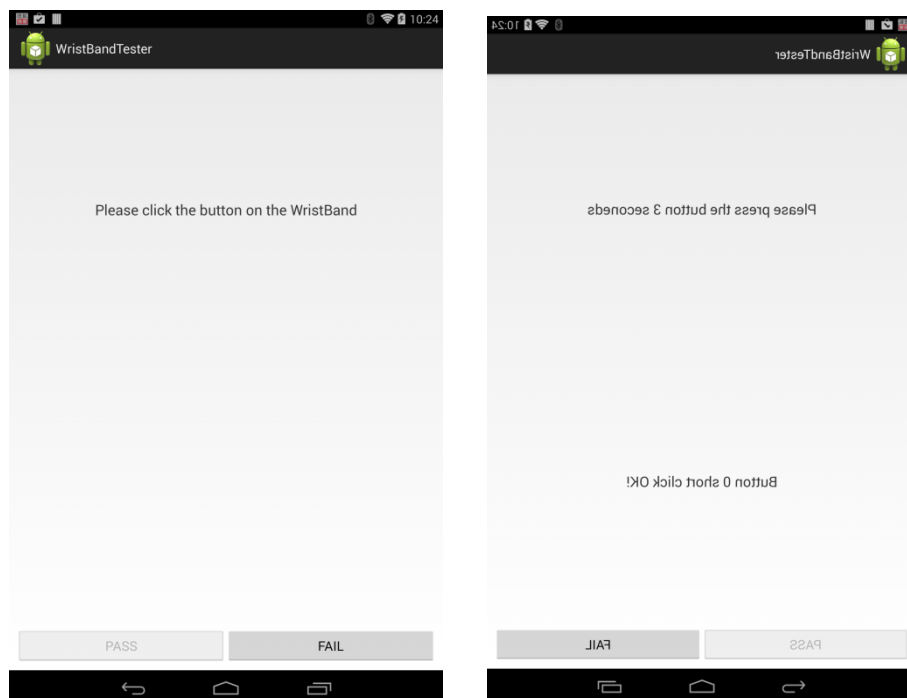 10:24
WristBandTester
Please click the button on the WristBand
PASS
FAIL
10:24
WristBandTester
Please press the button 3 seconeds
Button 0 short click OK!
FAIL
PASS